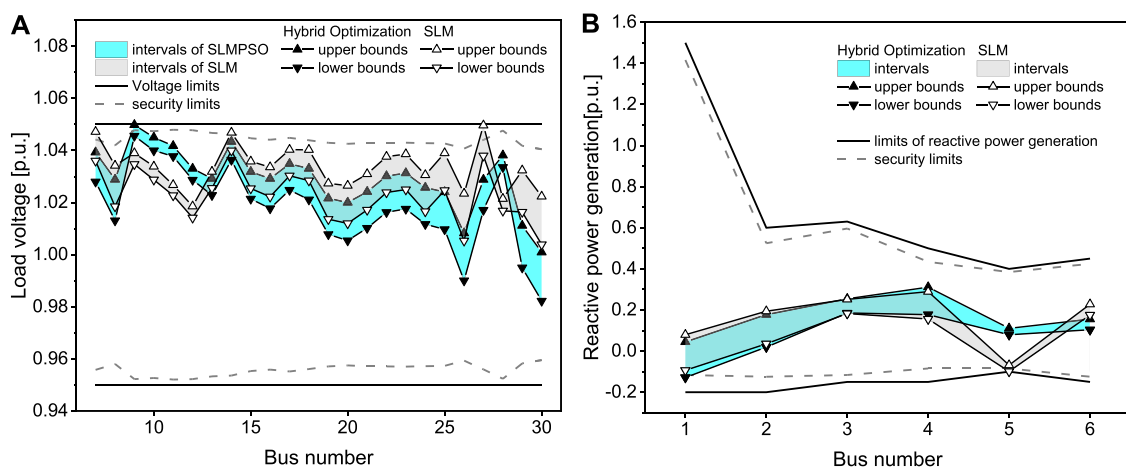 A
Load voltage [p.u.]
1.08
1.06
1.04
1.02
1.00
0.98
0.96
0.94
10
15
20
25
30
Bus number
intervals of SLMPSO
intervals of SLM
Voltage limits
security limits
Hybrid Optimization SLM
upper bounds upper bounds
lower bounds lower bounds
B
Reactive power generation[p.u.]
1.6
1.4
1.2
1.0
0.8
0.6
0.4
0.2
0.0
-0.2
1
2
3
4
5
6
Bus number
Hybrid Optimization SLM
intervals intervals
upper bounds upper bounds
lower bounds lower bounds
limits of reactive power generation
security limits